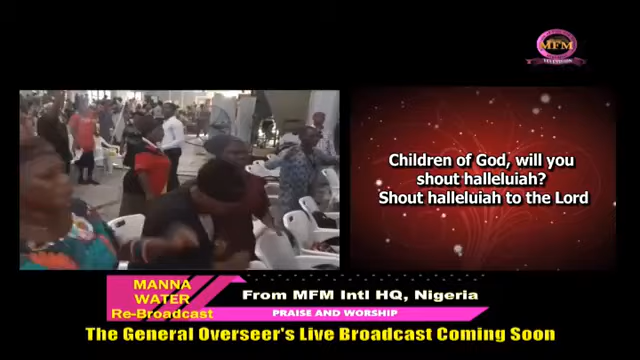 MFM
TELEVISION
Children of God, will you
shout halleluiah?
Shout halleluiah to the Lord
MANNA
WATER
Re-Broadcast
From MFM Intl HQ, Nigeria
PRAISE AND WORSHIP
The General Overseer's Live Broadcast Coming Soon